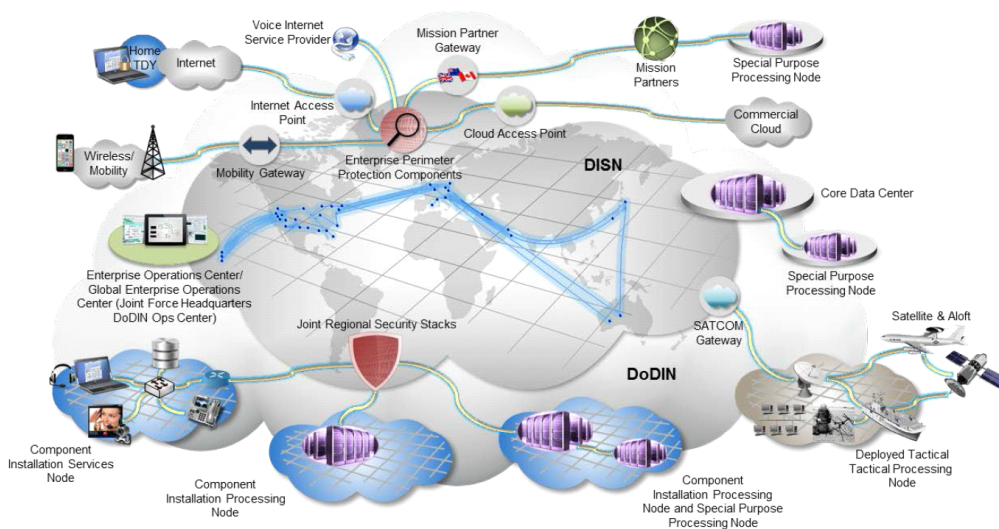 Voice Internet
Service Provider
Mission Partner
Gateway
Home
TDY
Internet
Mission
Partners
Special Purpose
Processing Node
Internet Access
Point
Cloud Access Point
Commercial
Cloud
Wireless/
Mobility
Mobility Gateway
Enterprise Perimeter
Protection Components
DISN
Core Data Center
Enterprise Operations Center/
Global Enterprise Operations
Center (Joint Force Headquarters
DoDIN Ops Center)
Special Purpose
Processing Node
Joint Regional Security Stacks
SATCOM
Gateway
Satellite & Aloft
DoDIN
Component
Installation Services
Node
Component
Installation Processing
Node
Component
Installation Processing
Node and Special Purpose
Processing Node
Deployed Tactical
Tactical Processing
Node